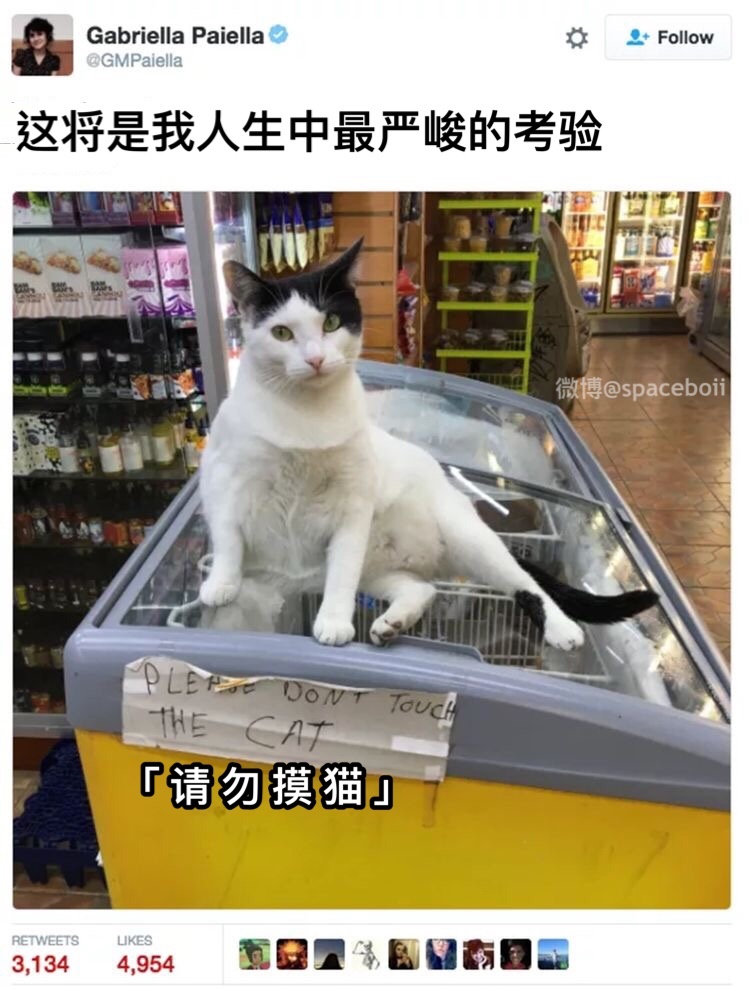 Gabriella Paiella
@GMPaiella
Follow
这将是我人生中最严峻的考验
微博@spaceboii
PLEASE DON'T TOUCH
THE CAT
「请勿摸猫」
RETWEETS LIKES
3,134 4,954